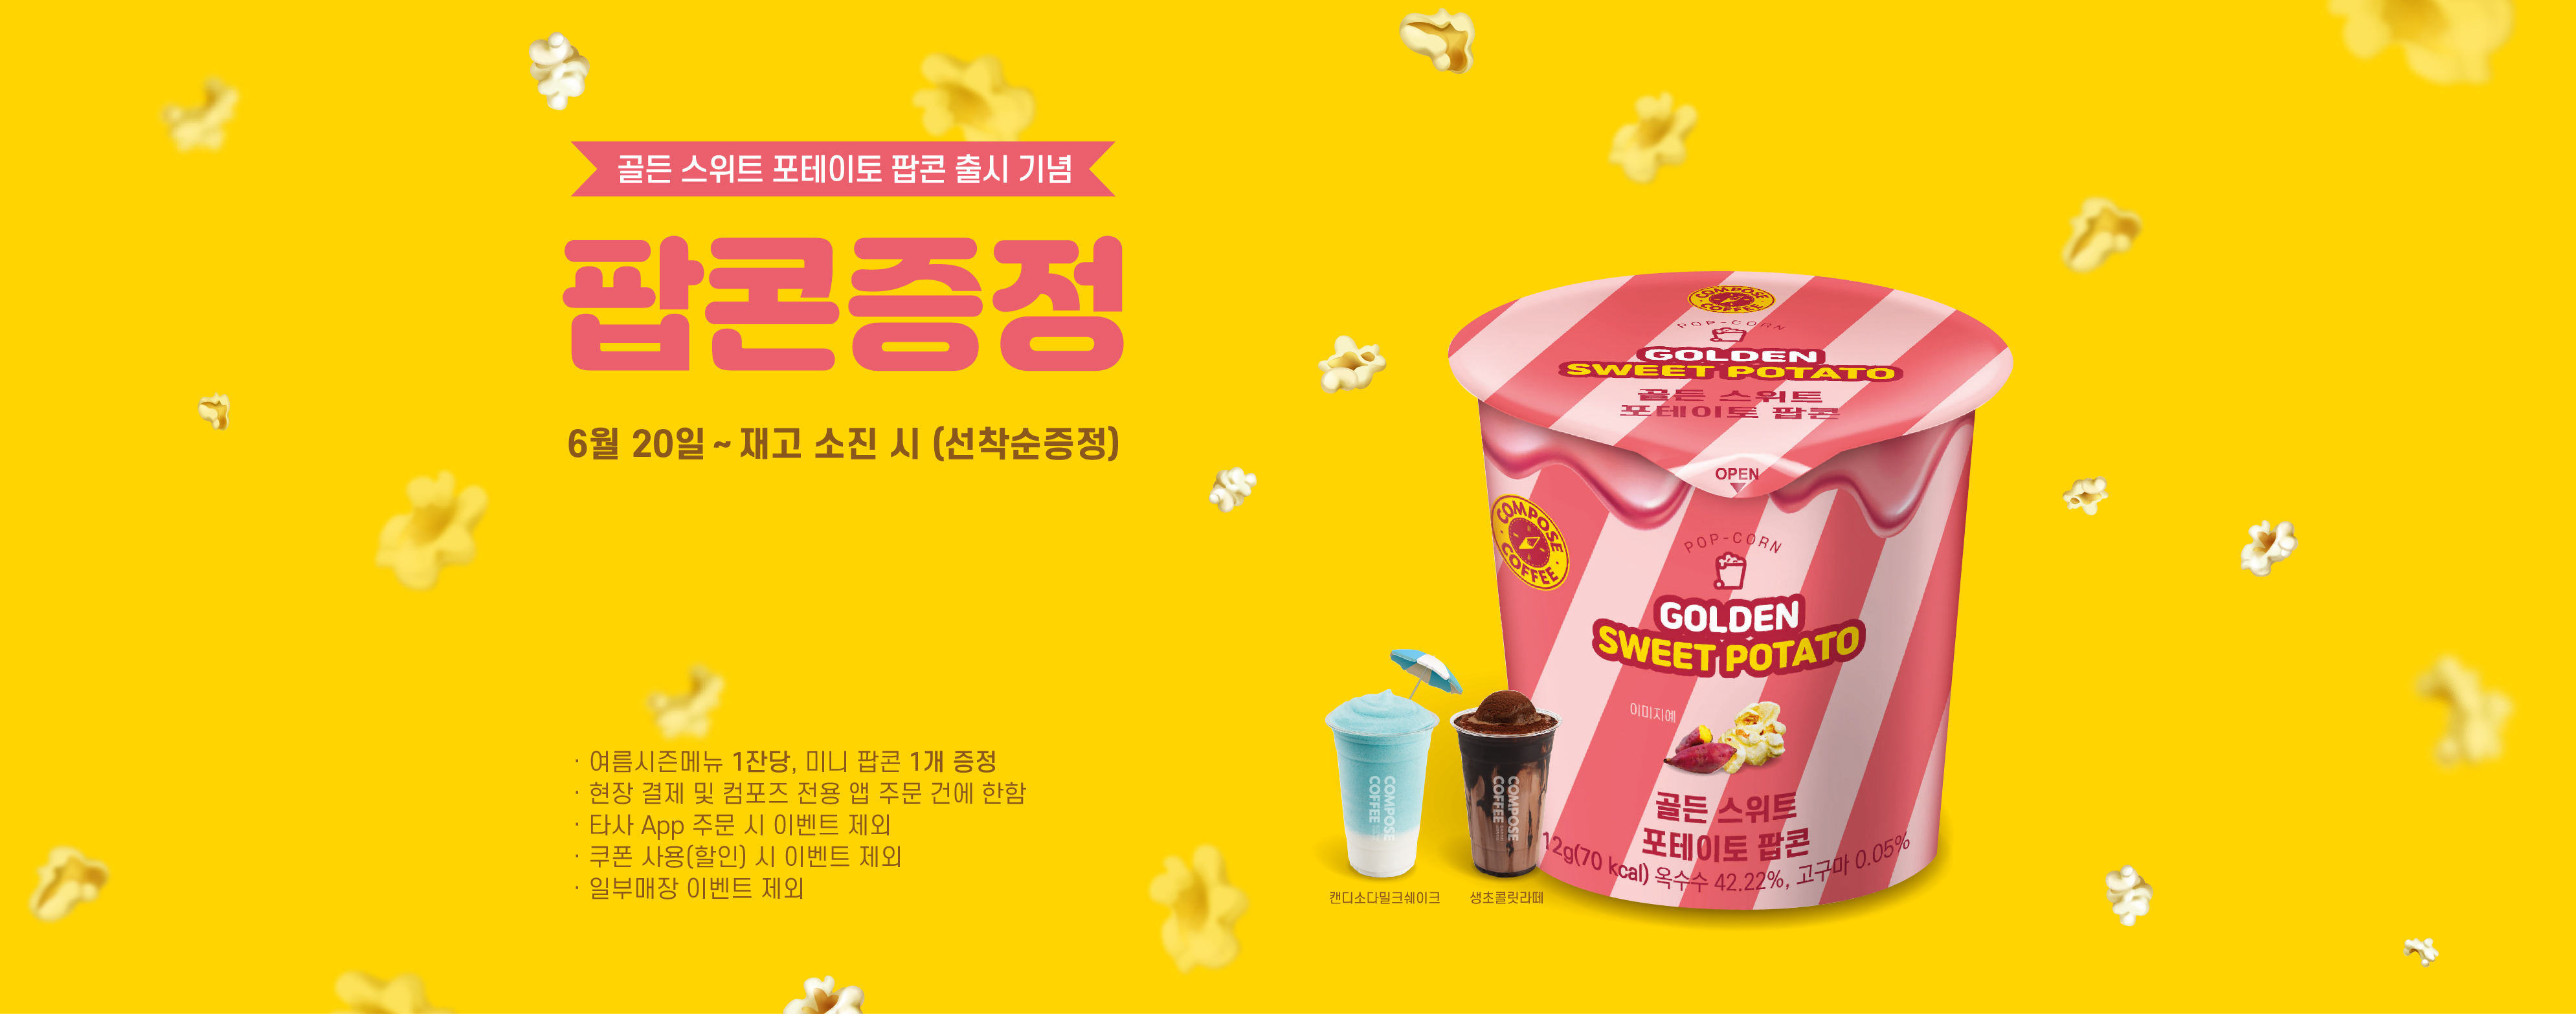 골든 스위트 포테이토 팝콘 출시 기념
팝콘증정
6월 20일 ~ 재고 소진 시 (선착순증정)
· 여름시즌메뉴 1잔당, 미니 팝콘 1개 증정
· 현장 결제 및 컴포즈 전용 앱 주문 건에 한함
· 타사 App 주문 시 이벤트 제외
· 쿠폰 사용(할인) 시 이벤트 제외
· 일부매장 이벤트 제외
COMPOSE COFFEE
POP-CORN
GOLDEN
SWEET POTATO
골든 스위트
포테이토 팝콘
OPEN
COMPOSE COFFEE
POP-CORN
GOLDEN
SWEET POTATO
이미지에
골든 스위트
포테이토 팝콘
12g(70 kcal) 옥수수 42.22%, 고구마 0.05%
COMPOSE
COFFEE
COMPOSE
COFFEE
캔디소다밀크쉐이크
생초콜릿라떼